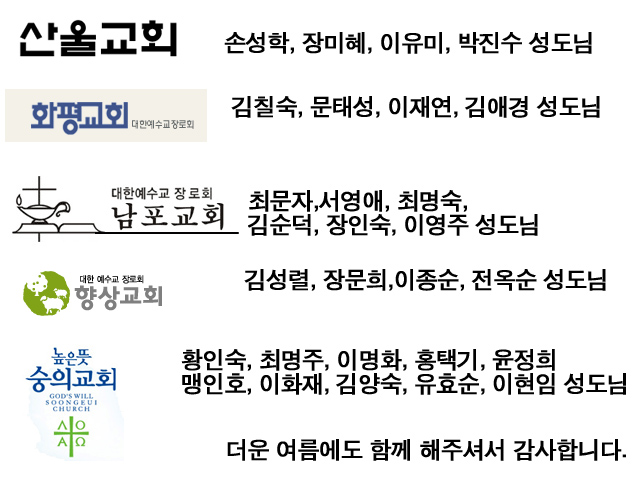 산울교회
손성학, 장미혜, 이유미, 박진수 성도님
화평교회 대한예수교장로회
김칠숙, 문태성, 이재연, 김애경 성도님
대한예수교 장로회
남포교회
최문자,서영애, 최명숙,
김순덕, 장인숙, 이영주 성도님
대한 예수교 장로회
향상교회
김성렬, 장문희,이종순, 전옥순 성도님
높은뜻
숭의교회
GOD'S WILL
SOONGEUI
CHURCH
Α Ο
Α Ω
황인숙, 최명주, 이명화, 홍택기, 윤정희
맹인호, 이화재, 김양숙, 유효순, 이현임 성도님
더운 여름에도 함께 해주셔서 감사합니다.